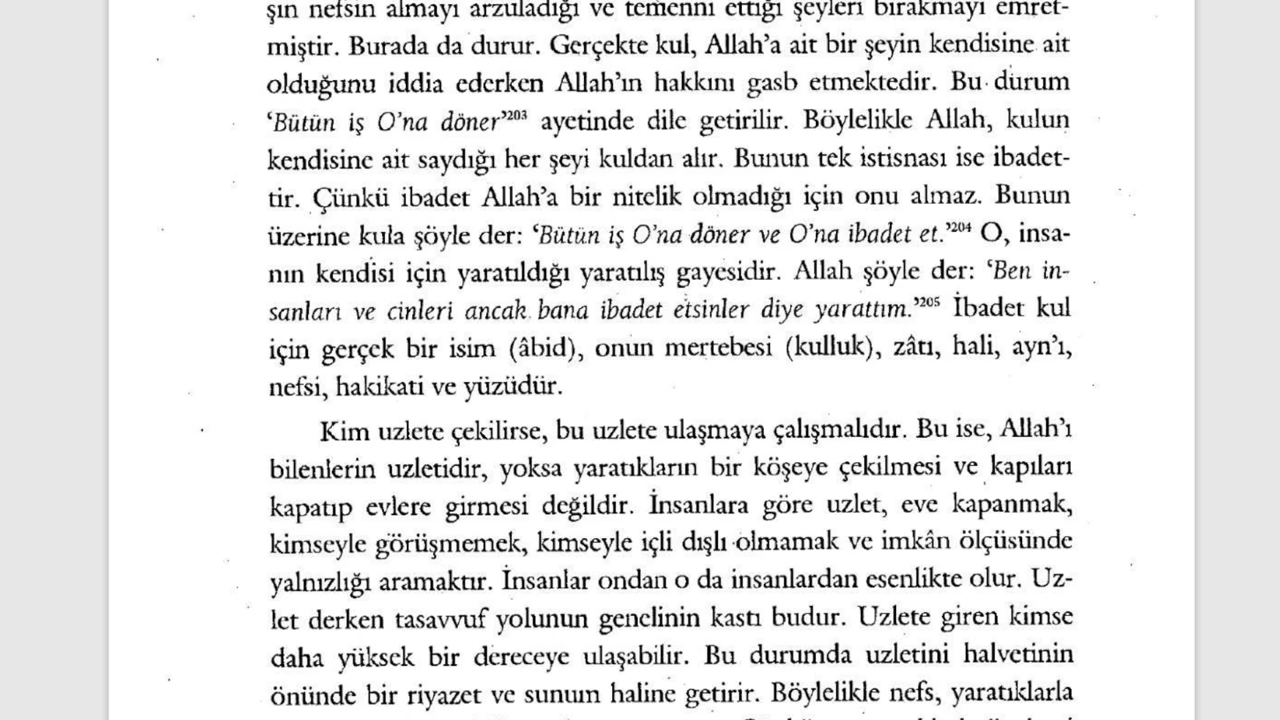 şın nefsin almayı arzuladığı ve temenni ettiği şeyleri bırakmayı emret-
miştir. Burada da durur. Gerçekte kul, Allah’a ait bir şeyin kendisine ait
olduğunu iddia ederken Allah’ın hakkını gasb etmektedir. Bu durum
‘Bütün iş O’na döner’203 ayetinde dile getirilir. Böylelikle Allah, kulun
kendisine ait saydığı her şeyi kuldan alır. Bunun tek istisnası ise ibadet-
tir. Çünkü ibadet Allah’a bir nitelik olmadığı için onu almaz. Bunun
üzerine kula şöyle der: ‘Bütün iş O’na döner ve O’na ibadet et.’204 O, insa-
nın kendisi için yaratıldığı yaratılış gayesidir. Allah şöyle der: ‘Ben in-
sanları ve cinleri ancak bana ibadet etsinler diye yarattım.’205 İbadet kul
için gerçek bir isim (âbid), onun mertebesi (kulluk), zâtı, hali, ayn’ı,
nefsi, hakikati ve yüzüdür.
Kim uzlete çekilirse, bu uzlete ulaşmaya çalışmalıdır. Bu ise, Allah’ı
bilenlerin uzletidir, yoksa yaratıkların bir köşeye çekilmesi ve kapıları
kapatıp evlere girmesi değildir. İnsanlara göre uzlet, eve kapanmak,
kimseyle görüşmemek, kimseyle içli dışlı olmamak ve imkân ölçüsünde
yalnızlığı aramaktır. İnsanlar ondan o da insanlardan esenlikte olur. Uz-
let derken tasavvuf yolunun genelinin kastı budur. Uzlete giren kimse
daha yüksek bir dereceye ulaşabilir. Bu durumda uzletini halvetinin
önünde bir riyazet ve sunum haline getirir. Böylelikle nefs, yaratıklarla